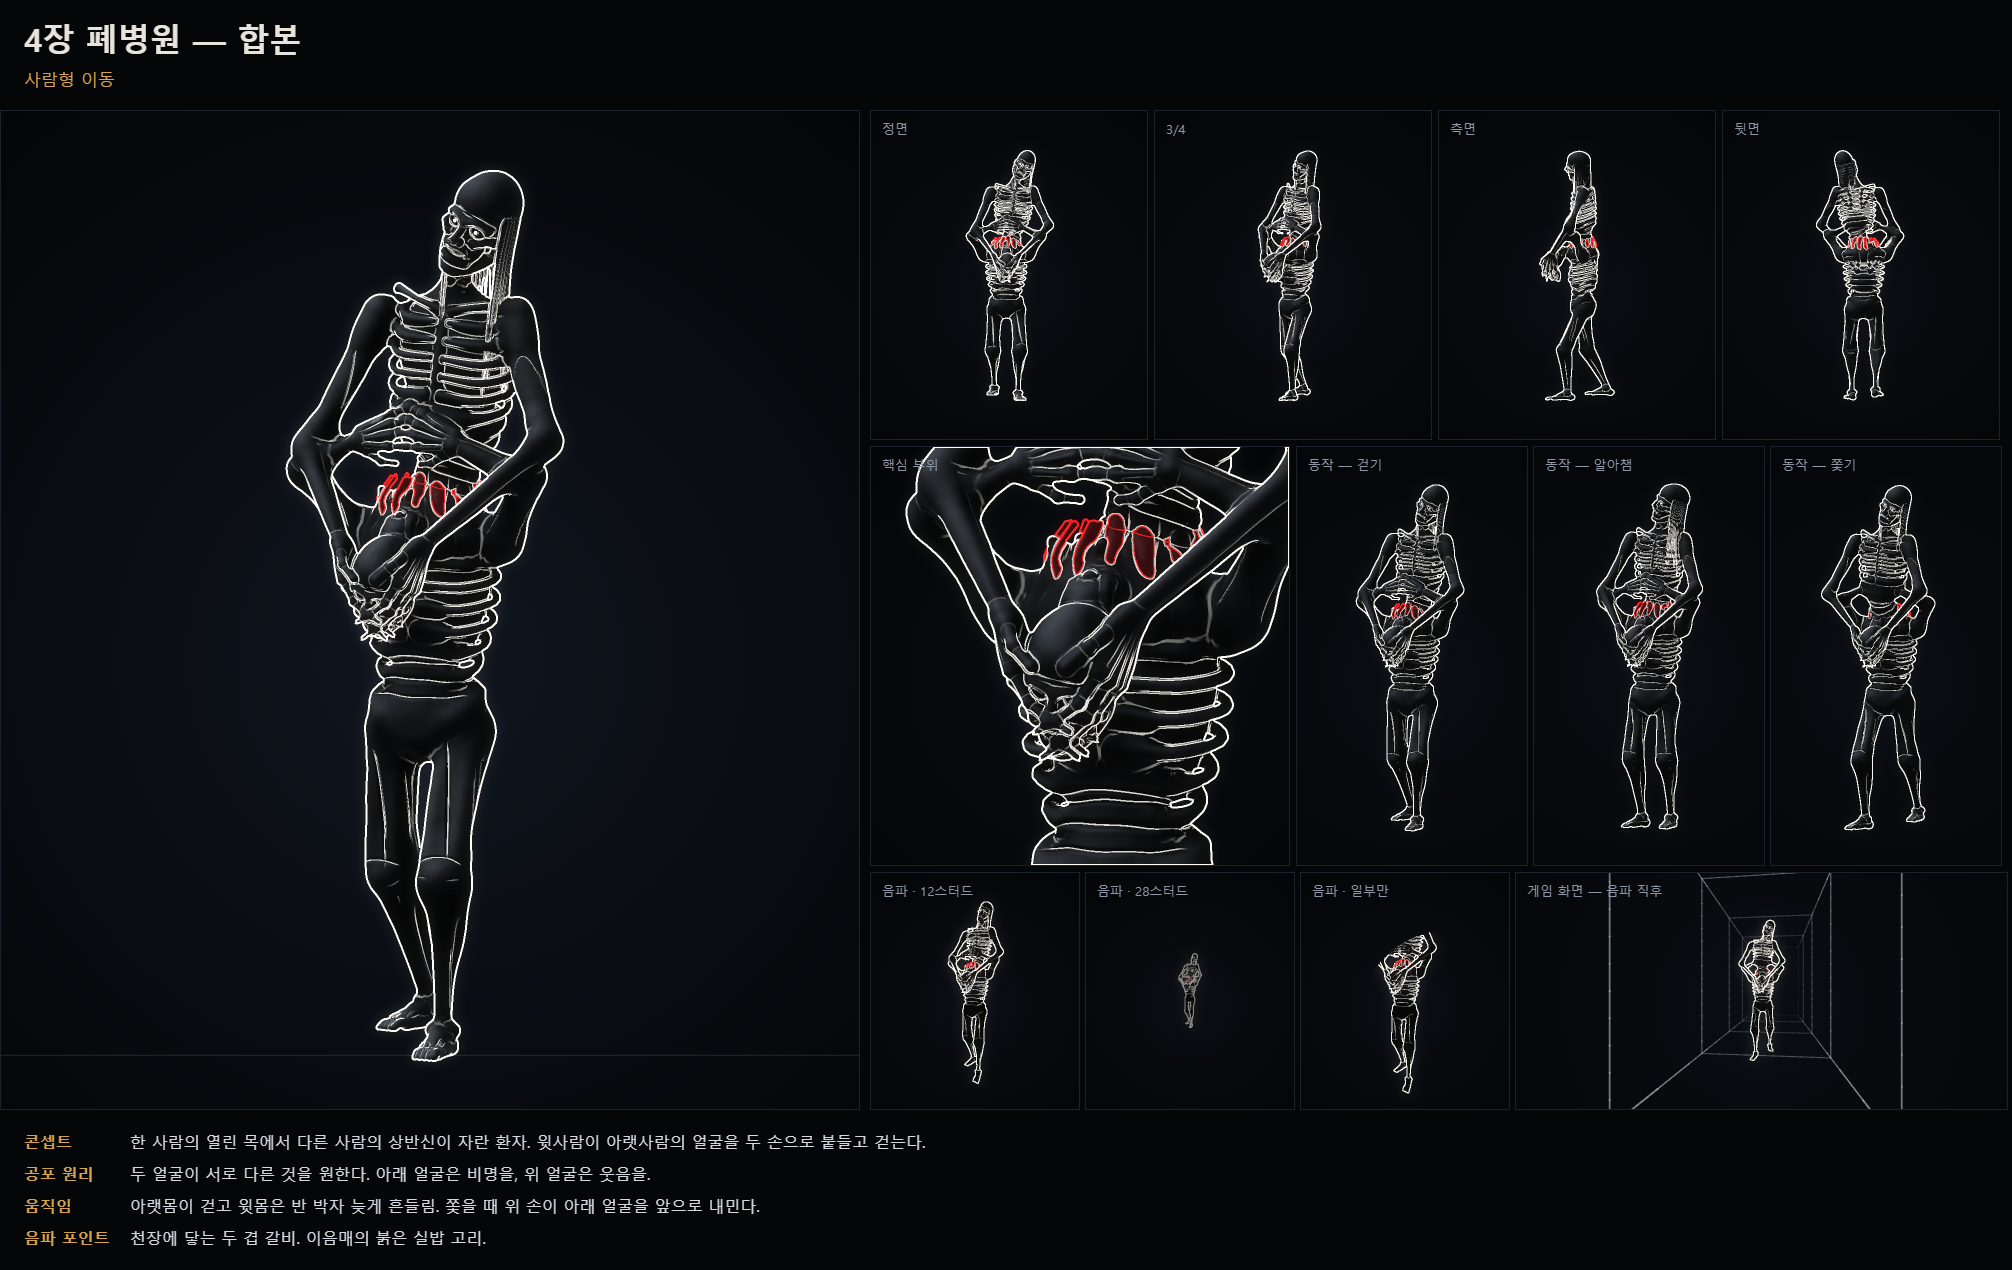 4장 폐병원 — 합본
사람형 이동
정면
3/4
측면
뒷면
핵심 부위
동작 — 걷기
동작 — 알아챔
동작 — 쫓기
음파 · 12스터드
음파 · 28스터드
음파 · 일부만
게임 화면 — 음파 직후
콘셉트 한 사람의 열린 목에서 다른 사람의 상반신이 자란 환자. 윗사람이 아랫사람의 얼굴을 두 손으로 붙들고 걷는다.
공포 원리 두 얼굴이 서로 다른 것을 원한다. 아래 얼굴은 비명을, 위 얼굴은 웃음을.
움직임 아랫몸이 걷고 윗몸은 반 박자 늦게 흔들림. 쫓을 때 위 손이 아래 얼굴을 앞으로 내민다.
음파 포인트 천장에 닿는 두 겹 갈비. 이음매의 붉은 실밥 고리.